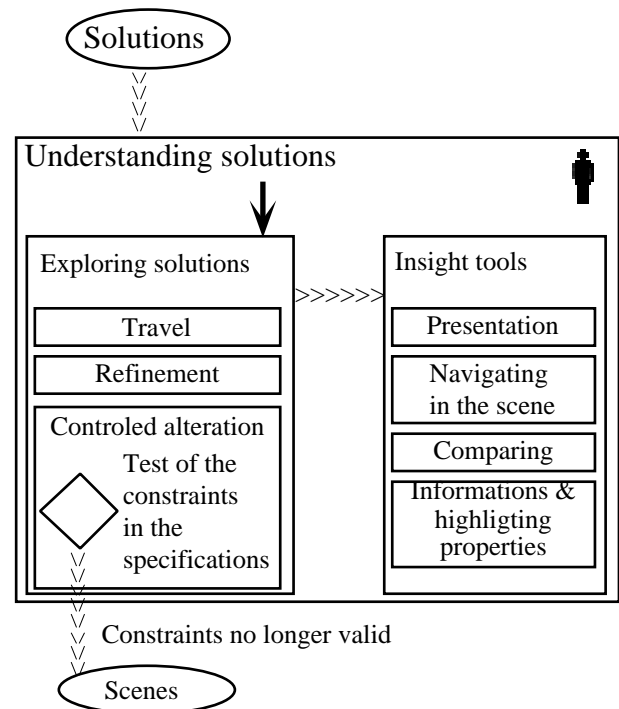 Solutions
Understanding solutions
Exploring solutions
Travel
Refinement
Controled alteration
Test of the
constraints
in the
specifications
Insight tools
Presentation
Navigating
in the scene
Comparing
Informations &
highligting
properties
Constraints no longer valid
Scenes